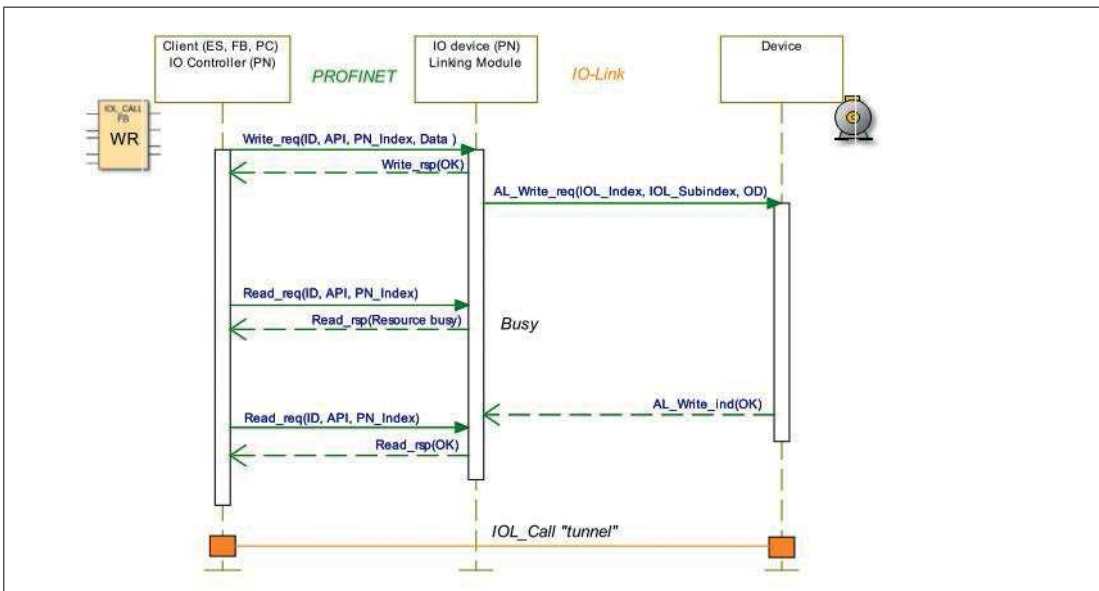 Client (ES, FB, PC)
IO Controller (PN)
PROFINET
IO device (PN)
Linking Module
IO-Link
Device
IOL_CALL
FB
WR
Write_req(ID, API, PN_Index, Data )
Write_rsp(OK)
AL_Write_req(IOL_Index, IOL_Subindex, OD)
Read_req(ID, API, PN_Index)
Read_rsp(Resource busy)
Busy
AL_Write_ind(OK)
Read_req(ID, API, PN_Index)
Read_rsp(OK)
IOL_Call "tunnel"